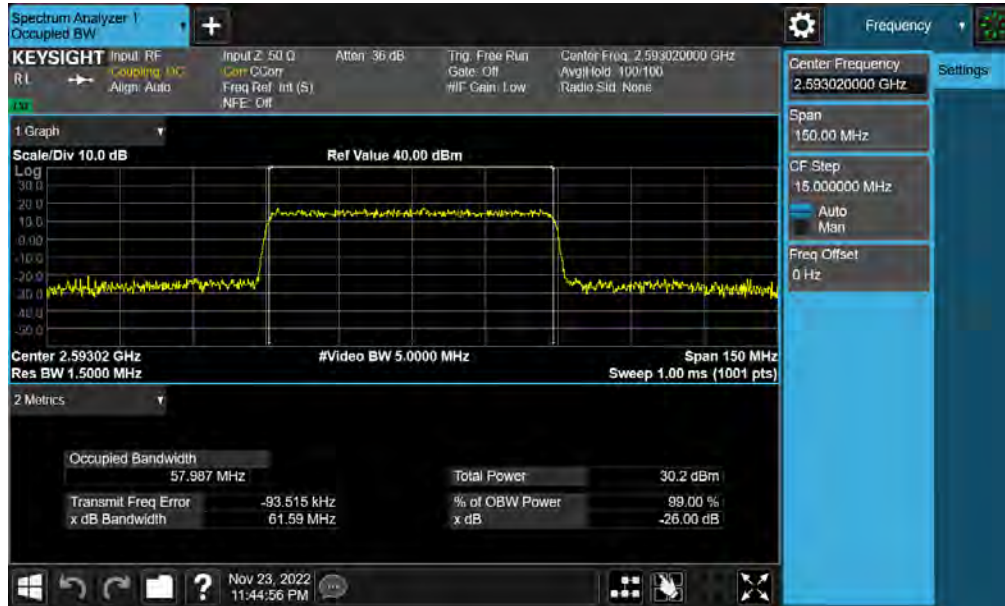 Spectrum Analyzer 1
Occupied BW
+
Frequency
KEYSIGHT Input: RF
Input Z: 50 Ω
Atten: 36 dB
Trig: Free Run
Center Freq: 2.593020000 GHz
RL
Coupling: DC
Corr CCorr
Gate: Off
Avg|Hold: 100/100
Align: Auto
Freq Ref: Int (S)
#IF Gain: Low
Radio Std: None
NFE: Off
Center Frequency
2.593020000 GHz
Settings
Span
150.00 MHz
CF Step
15.000000 MHz
Auto
Man
Freq Offset
0 Hz
1 Graph
Scale/Div 10.0 dB
Ref Value 40.00 dBm
Log
30.0
20.0
10.0
0.00
-10.0
-20.0
-30.0
-40.0
-50.0
Center 2.59302 GHz
#Video BW 5.0000 MHz
Span 150 MHz
Res BW 1.5000 MHz
Sweep 1.00 ms (1001 pts)
2 Metrics
Occupied Bandwidth
57.987 MHz
Total Power
30.2 dBm
Transmit Freq Error
-93.515 kHz
% of OBW Power
99.00 %
x dB Bandwidth
61.59 MHz
x dB
-26.00 dB
?
Nov 23, 2022
11:44:56 PM